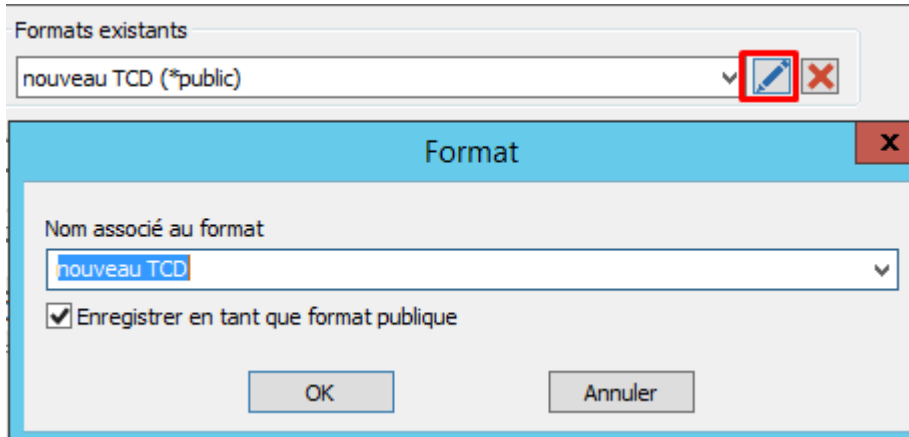 Formats existants
nouveau TCD (*public)
Format
x
Nom associé au format
nouveau TCD
Enregistrer en tant que format publique
OK
Annuler